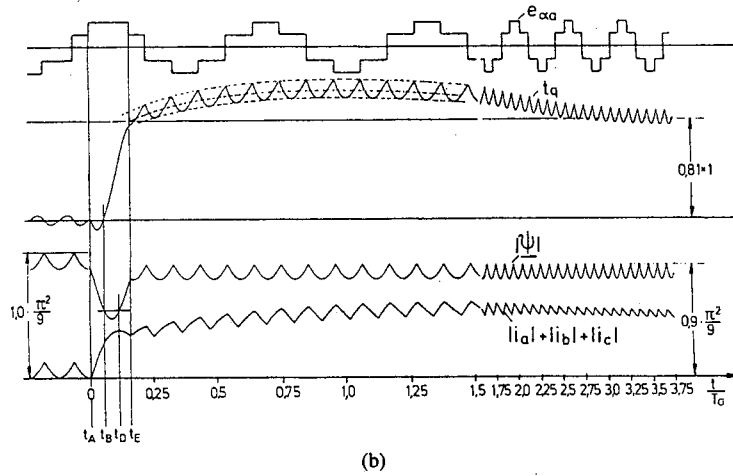 e_αa
t_q
0,81*1
|ψ|
1,0 · π²/9
0,9 · π²/9
|i_a| + |i_b| + |i_c|
0 0,25 0,5 0,75 1,0 1,25 1,5 1,75 2,0 2,25 2,5 2,75 3,0 3,25 3,5 3,75 t/T_σ
t_A t_B t_D t_E
(b)